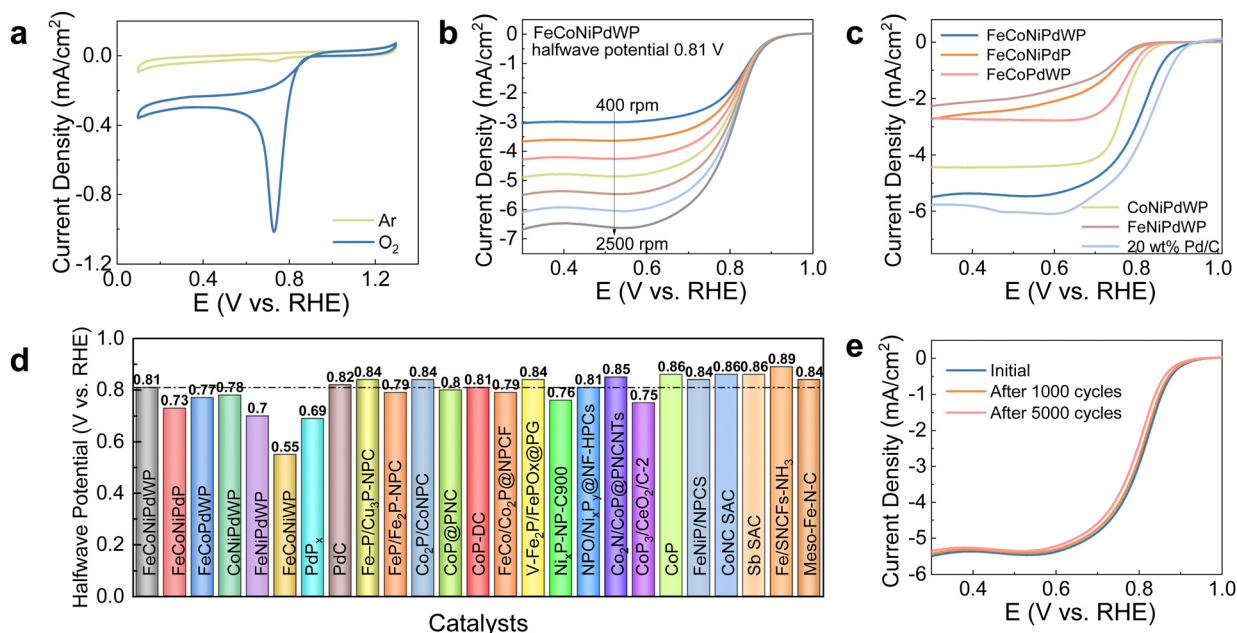 a
Current Density (mA/cm²)
0.0
-0.4
-0.8
-1.2
0.0
0.4
0.8
1.2
E (V vs. RHE)
Ar
O₂
b
Current Density (mA/cm²)
FeCoNiPdWP
halfwave potential 0.81 V
400 rpm
2500 rpm
0
-1
-2
-3
-4
-5
-6
-7
0.4
0.6
0.8
1.0
E (V vs. RHE)
c
Current Density (mA/cm²)
FeCoNiPdWP
FeCoNiPdP
FeCoPdWP
CoNiPdWP
FeNiPdWP
20 wt% Pd/C
0
-2
-4
-6
0.4
0.6
0.8
1.0
E (V vs. RHE)
d
Halfwave Potential (V vs. RHE)
1.0
0.8
0.6
0.4
0.2
0.0
0.81
0.73
0.77
0.78
0.7
0.55
0.69
0.82
0.84
0.79
0.84
0.8
0.81
0.79
0.84
0.76
0.81
0.85
0.75
0.86
0.84
0.86
0.86
0.89
0.84
FeCoNiPdWP
FeCoNiPdP
FeCoPdWP
CoNiPdWP
FeNiPdWP
FeCoNiWP
PdPₓ
PdC
Fe–P/Cu₃P-NPC
FeP/Fe₂P-NPC
Co₂P/CoNPC
CoP@PNC
CoP-DC
FeCo/Co₂P@NPCF
V-Fe₂P/FePOx@PG
NiₓP-NP-C900
NPO/NiₓPᵧ@NF-HPCs
Co₂N/CoP@PNCNTs
CoP₃/CeO₂/C-2
CoP
FeNiP/NPCS
CoNC SAC
Sb SAC
Fe/SNCFs-NH₃
Meso-Fe-N-C
Catalysts
e
Current Density (mA/cm²)
Initial
After 1000 cycles
After 5000 cycles
0
-1
-2
-3
-4
-5
-6
0.4
0.6
0.8
1.0
E (V vs. RHE)